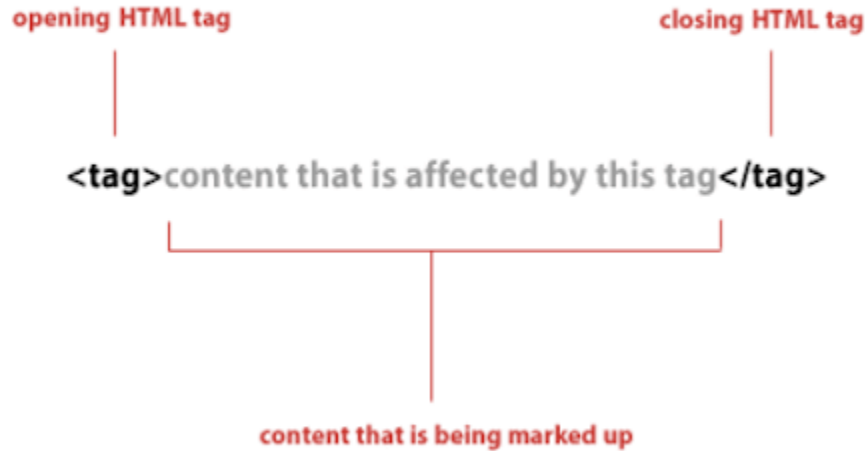 opening HTML tag
closing HTML tag
<tag>content that is affected by this tag</tag>
content that is being marked up